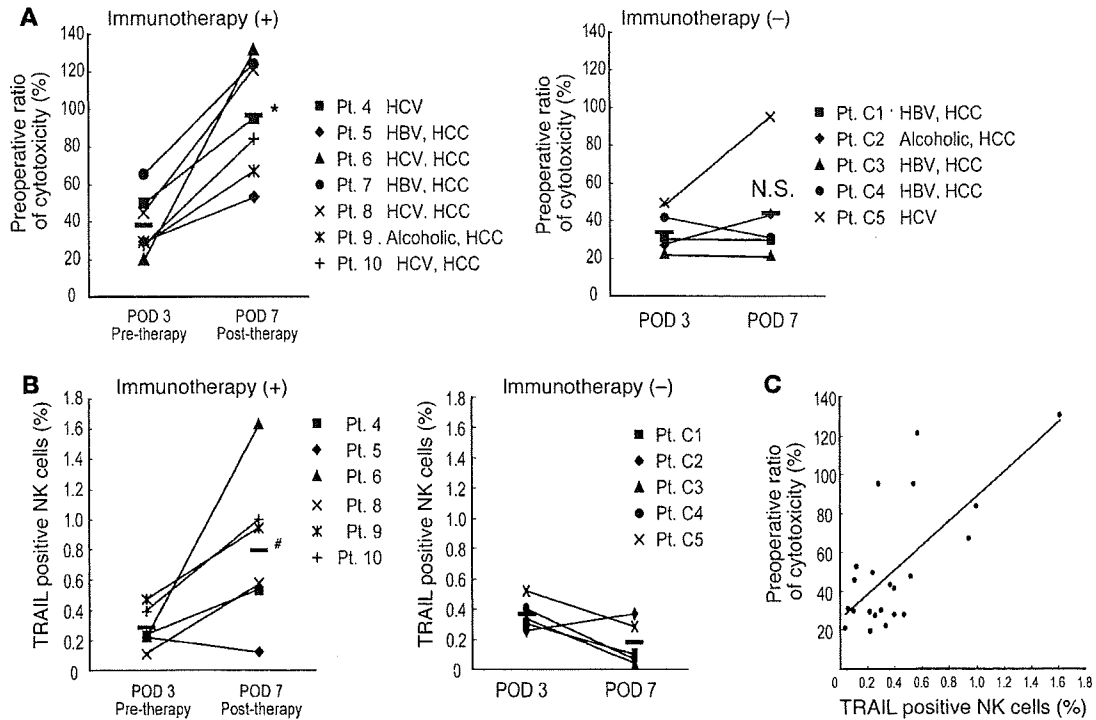 A
Immunotherapy (+)
Preoperative ratio
of cytotoxicity (%)
140
120
100
80
60
40
20
0
*
POD 3
Pre-therapy
POD 7
Post-therapy
Pt. 4 HCV
Pt. 5 HBV, HCC
Pt. 6 HCV, HCC
Pt. 7 HBV, HCC
Pt. 8 HCV. HCC
Pt. 9 . Alcoholic, HCC
Pt. 10 HCV, HCC
Immunotherapy (–)
Preoperative ratio
of cytotoxicity (%)
140
120
100
80
60
40
20
0
N.S.
POD 3
POD 7
Pt. C1 HBV, HCC
Pt. C2 Alcoholic, HCC
Pt. C3 HBV, HCC
Pt. C4 HBV, HCC
Pt. C5 HCV
B
Immunotherapy (+)
TRAIL positive NK cells (%)
1.8
1.6
1.4
1.2
1.0
0.8
0.6
0.4
0.2
0
#
POD 3
Pre-therapy
POD 7
Post-therapy
Pt. 4
Pt. 5
Pt. 6
Pt. 8
Pt. 9
Pt. 10
Immunotherapy (–)
TRAIL positive NK cells (%)
1.8
1.6
1.4
1.2
1.0
0.8
0.6
0.4
0.2
0
POD 3
POD 7
Pt. C1
Pt. C2
Pt. C3
Pt. C4
Pt. C5
C
Preoperative ratio
of cytotoxicity (%)
140
120
100
80
60
40
20
0 0.2 0.4 0.6 0.8 1.0 1.2 1.4 1.6 1.8
TRAIL positive NK cells (%)